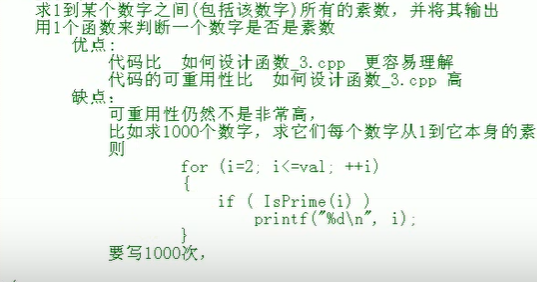 求1到某个数字之间(包括该数字)所有的素数，并将其输出
用1个函数来判断一个数字是否是素数
优点:
代码比 如何设计函数_3.cpp 更容易理解
代码的可重用性比 如何设计函数_3.cpp 高
缺点:
可重用性仍然不是非常高，
比如求1000个数字，求它们每个数字从1到它本身的素
则
for (i=2; i<=val; ++i)
{
if ( IsPrime(i) )
printf("%d\n", i);
}
要写1000次，